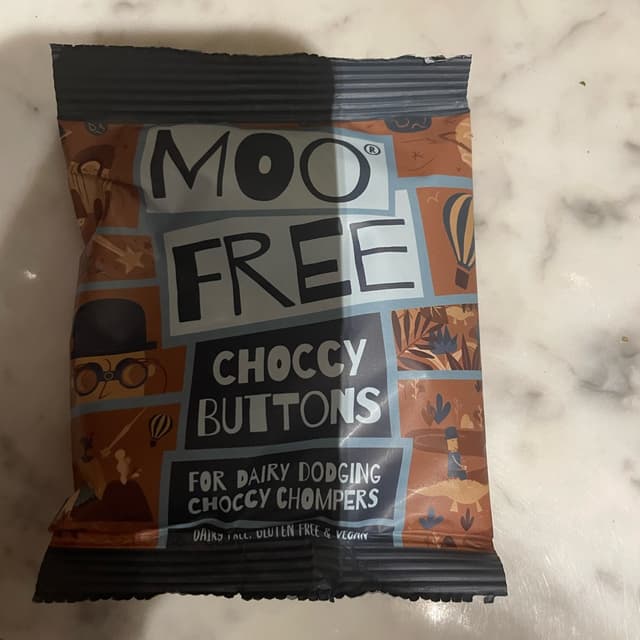 MOO®
FREE
CHOCCY
BUTTONS
FOR DAIRY DODGING
CHOCCY CHOMPERS
DAIRY FREE, GLUTEN FREE & VEGAN